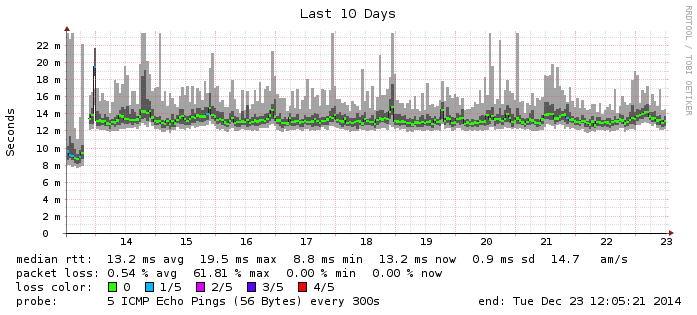 Last 10 Days
RRDTOOL / TOBI OETIKER
Seconds
22 m
20 m
18 m
16 m
14 m
12 m
10 m
8 m
6 m
4 m
2 m
0
14 15 16 17 18 19 20 21 22 23
median rtt: 13.2 ms avg 19.5 ms max 8.8 ms min 13.2 ms now 0.9 ms sd 14.7 am/s
packet loss: 0.54 % avg 61.81 % max 0.00 % min 0.00 % now
loss color: 0 1/5 2/5 3/5 4/5
probe: 5 ICMP Echo Pings (56 Bytes) every 300s end: Tue Dec 23 12:05:21 2014